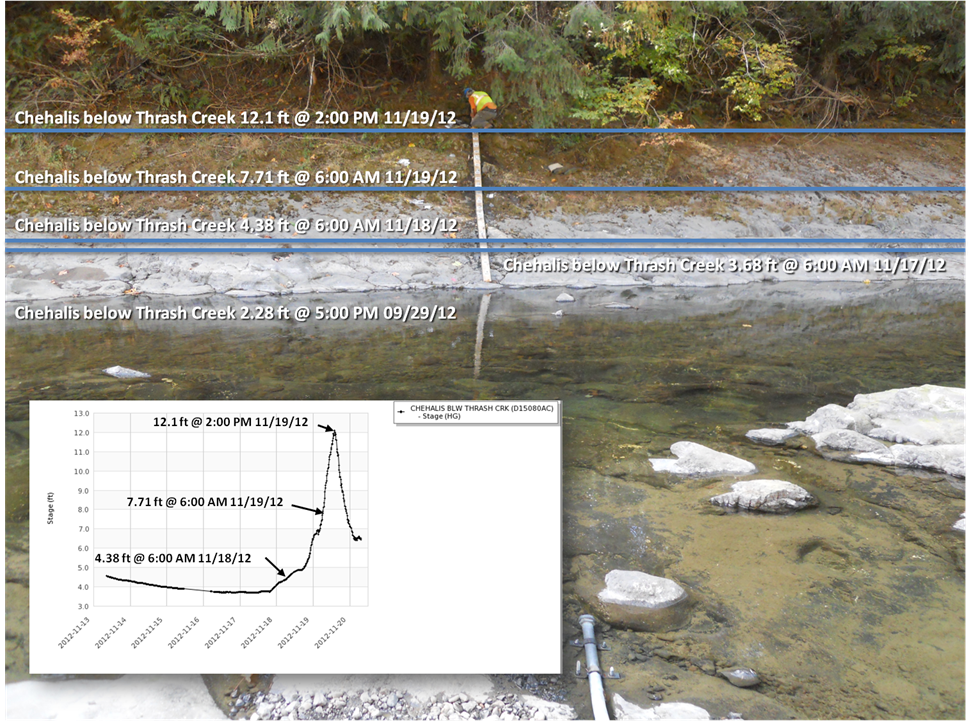 Chehalis below Thrash Creek 12.1 ft @ 2:00 PM 11/19/12
Chehalis below Thrash Creek 7.71 ft @ 6:00 AM 11/19/12
Chehalis below Thrash Creek 4.38 ft @ 6:00 AM 11/18/12
Chehalis below Thrash Creek 3.68 ft @ 6:00 AM 11/17/12
Chehalis below Thrash Creek 2.28 ft @ 5:00 PM 09/29/12
CHEHALIS BLW THRASH CRK (D15080AC)
- Stage (HG)
13.0
12.0
11.0
10.0
9.0
8.0
7.0
6.0
5.0
4.0
3.0
Stage (ft)
12.1 ft @ 2:00 PM 11/19/12
7.71 ft @ 6:00 AM 11/19/12
4.38 ft @ 6:00 AM 11/18/12
2012-11-13
2012-11-14
2012-11-15
2012-11-16
2012-11-17
2012-11-18
2012-11-19
2012-11-20